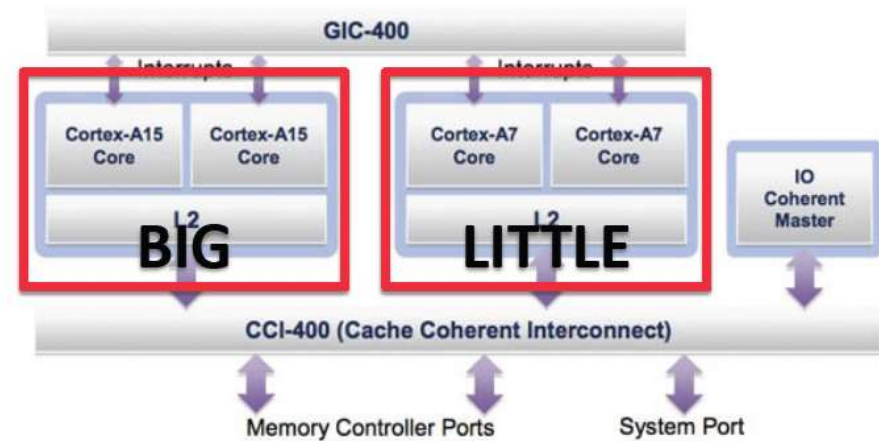 GIC-400
Interrupts
Interrupts
Cortex-A15
Core
Cortex-A15
Core
Cortex-A7
Core
Cortex-A7
Core
L2
L2
BIG
LITTLE
IO
Coherent
Master
CCI-400 (Cache Coherent Interconnect)
Memory Controller Ports
System Port